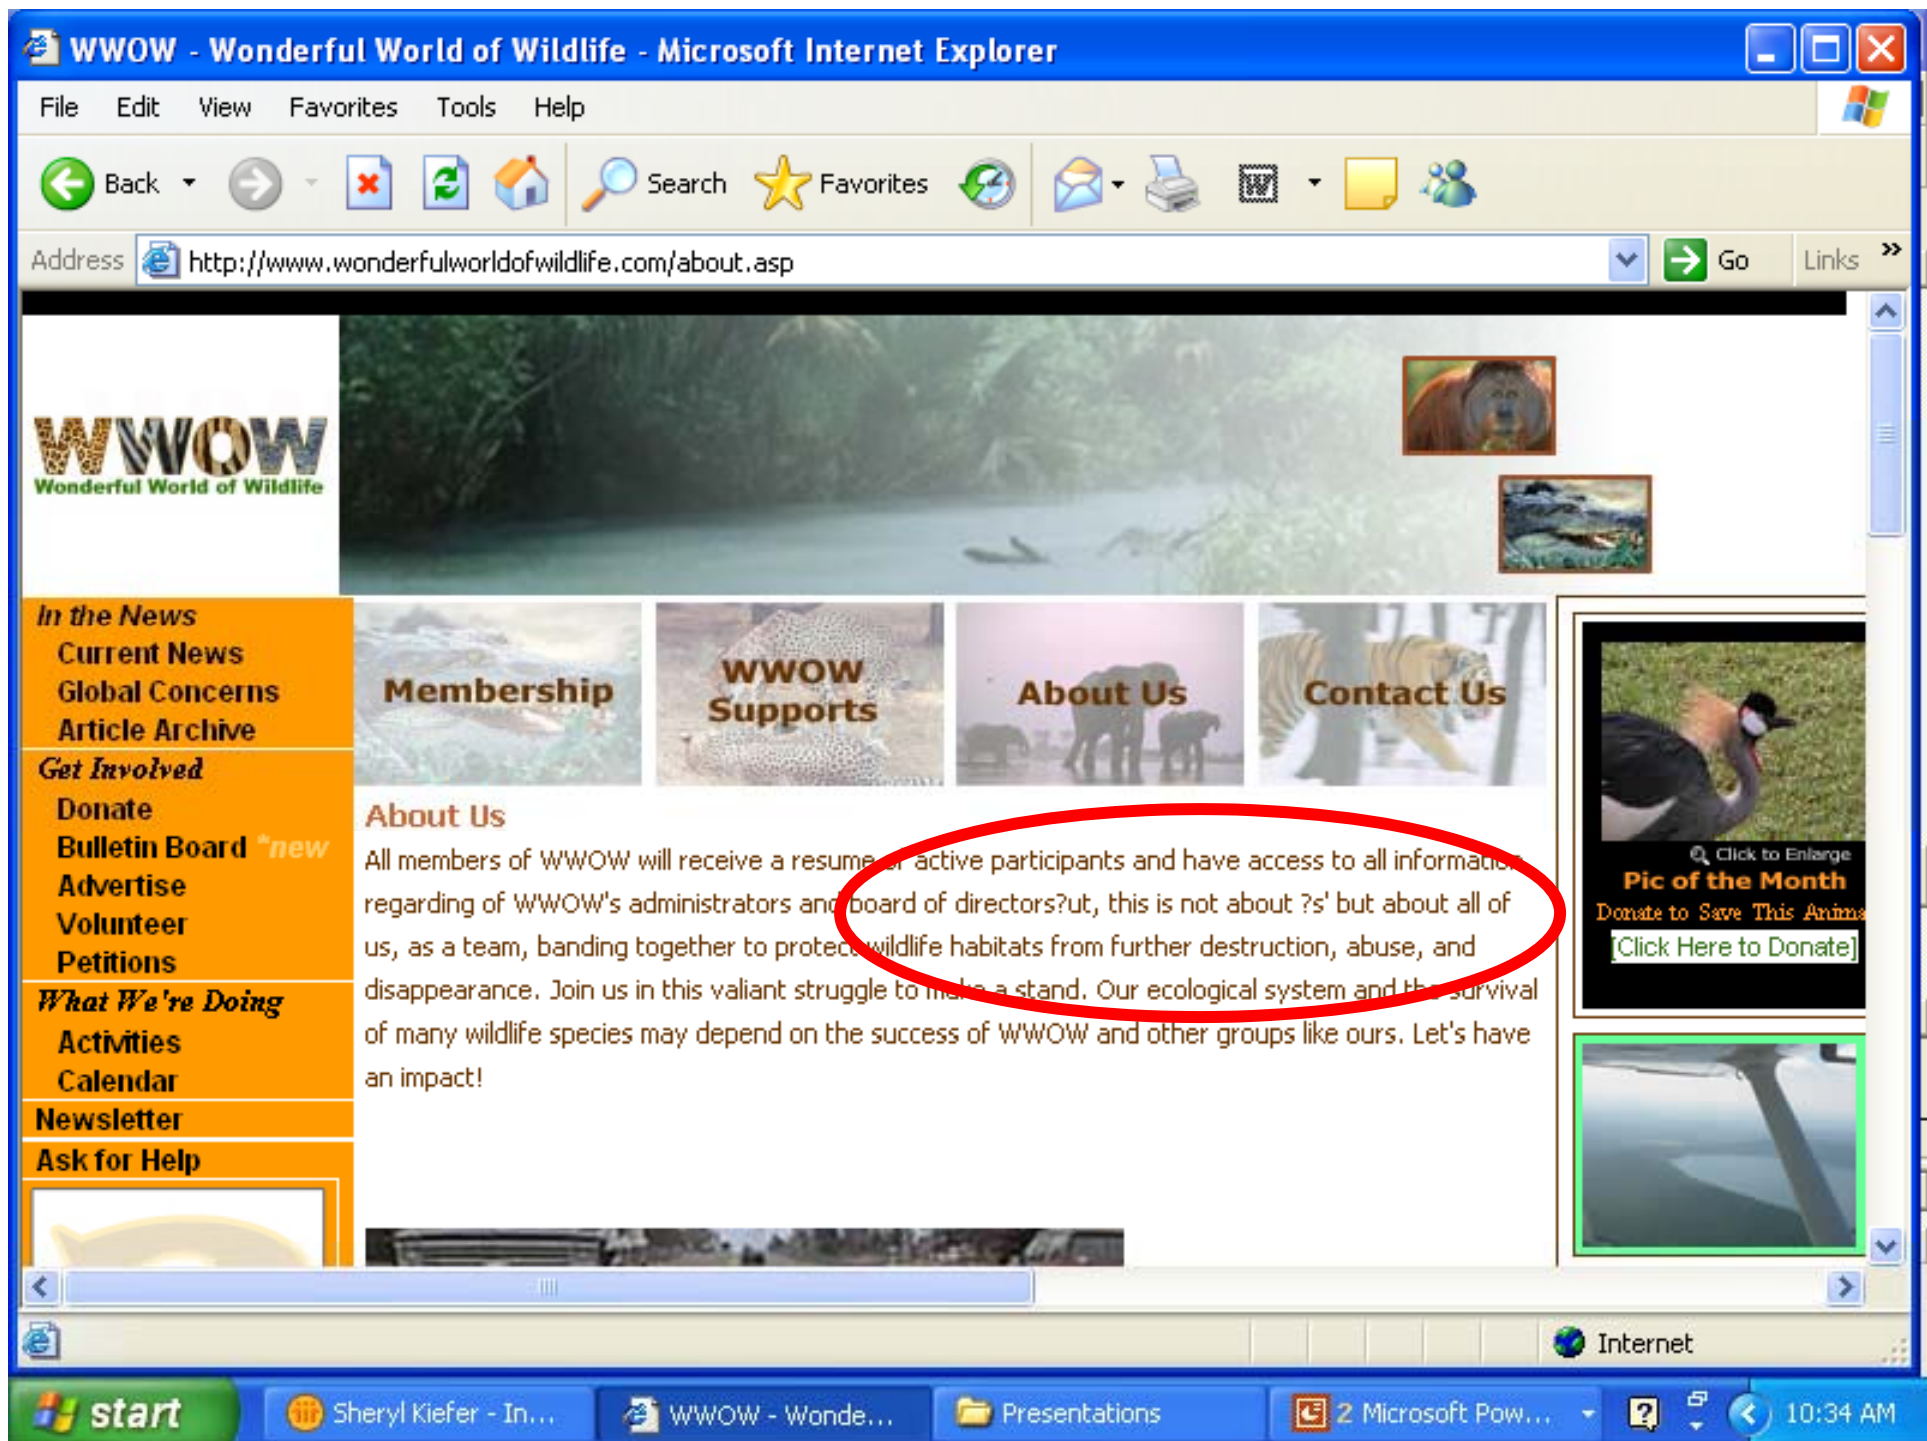 WWOW - Wonderful World of Wildlife - Microsoft Internet Explorer
File Edit View Favorites Tools Help
Back Search Favorites
Address http://www.wonderfulworldofwildlife.com/about.asp Go Links »
WWOW
Wonderful World of Wildlife
In the News
Current News
Global Concerns
Article Archive
Get Involved
Donate
Bulletin Board *new
Advertise
Volunteer
Petitions
What We're Doing
Activities
Calendar
Newsletter
Ask for Help
Membership
WWOW
Supports
About Us
Contact Us
About Us
All members of WWOW will receive a resume of active participants and have access to all information
regarding of WWOW's administrators and board of directors?ut, this is not about ?s' but about all of
us, as a team, banding together to protect wildlife habitats from further destruction, abuse, and
disappearance. Join us in this valiant struggle to make a stand. Our ecological system and the survival
of many wildlife species may depend on the success of WWOW and other groups like ours. Let's have
an impact!
Click to Enlarge
Pic of the Month
Donate to Save This Anima
[Click Here to Donate]
Internet
start Sheryl Kiefer - In... WWOW - Wonde... Presentations 2 Microsoft Pow... 10:34 AM